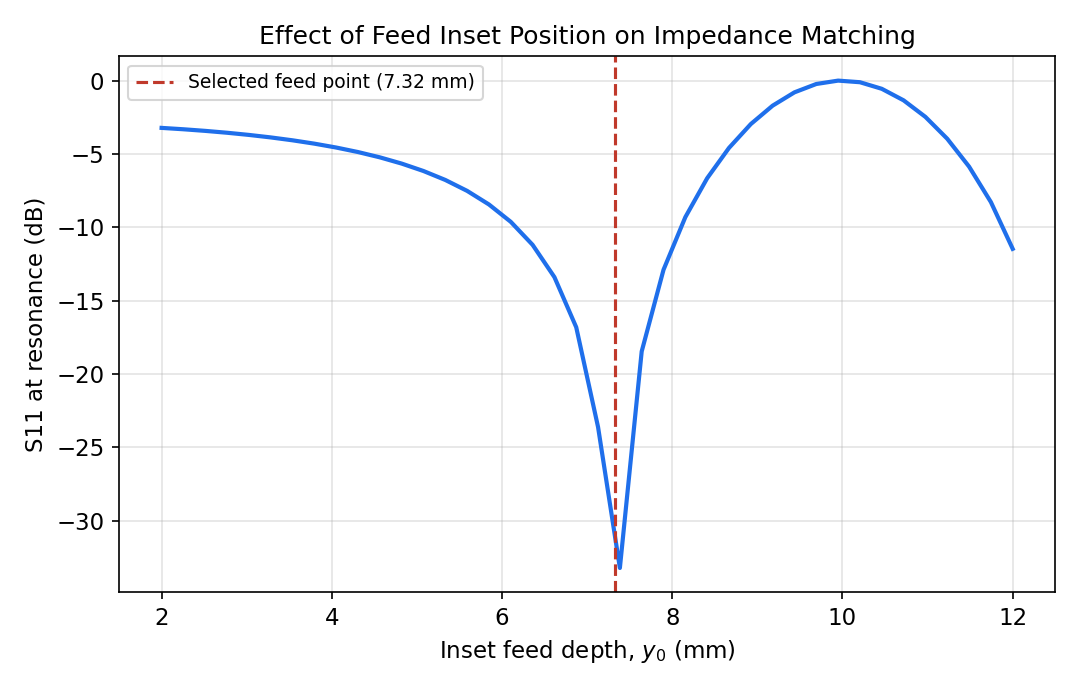 Effect of Feed Inset Position on Impedance Matching
Selected feed point (7.32 mm)
S11 at resonance (dB)
0
−5
−10
−15
−20
−25
−30
2 4 6 8 10 12
Inset feed depth, y₀ (mm)